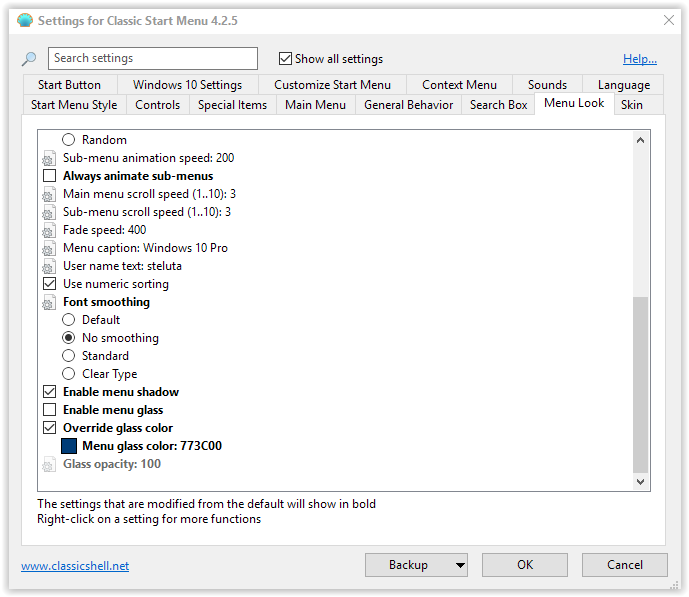 Settings for Classic Start Menu 4.2.5
Search settings
Show all settings
Help...
Start Button
Windows 10 Settings
Customize Start Menu
Context Menu
Sounds
Language
Start Menu Style
Controls
Special Items
Main Menu
General Behavior
Search Box
Menu Look
Skin
Random
Sub-menu animation speed: 200
Always animate sub-menus
Main menu scroll speed (1..10): 3
Sub-menu scroll speed (1..10): 3
Fade speed: 400
Menu caption: Windows 10 Pro
User name text: steluta
Use numeric sorting
Font smoothing
Default
No smoothing
Standard
Clear Type
Enable menu shadow
Enable menu glass
Override glass color
Menu glass color: 773C00
Glass opacity: 100
The settings that are modified from the default will show in bold
Right-click on a setting for more functions
www.classicshell.net
Backup
OK
Cancel